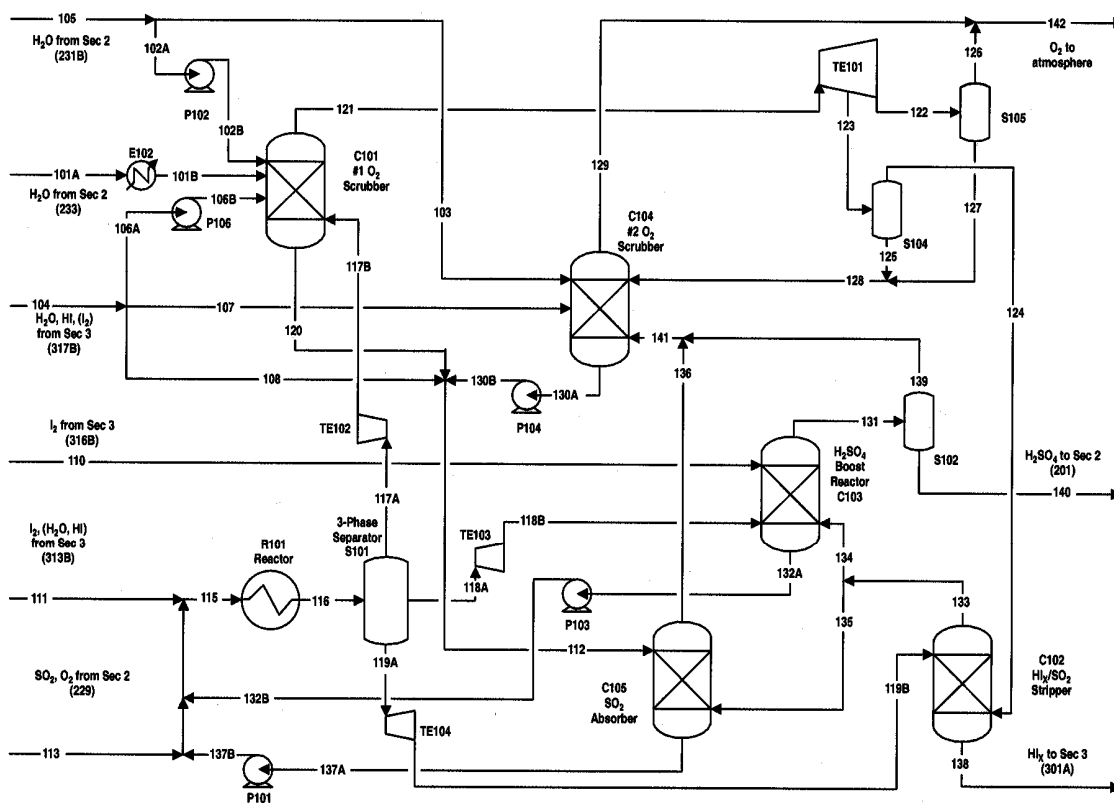 105
H₂O from Sec 2
(231B)
102A
P102
102B
121
TE101
123
122
126
142
O₂ to
atmosphere
S105
E102
101A
101B
H₂O from Sec 2
(233)
106B
P106
106A
C101
#1 O₂
Scrubber
103
129
C104
#2 O₂
Scrubber
S104
125
127
128
124
117B
104
H₂O, HI, (I₂)
from Sec 3
(317B)
107
120
108
130B
130A
P104
141
136
139
131
S102
I₂ from Sec 3
(316B)
110
TE102
117A
H₂SO₄
Boost
Reactor
C103
H₂SO₄ to Sec 2
(201)
140
I₂, (H₂O, HI)
from Sec 3
(313B)
R101
Reactor
3-Phase
Separator
S101
TE103
118B
118A
134
132A
111
115
116
P103
135
133
119A
112
SO₂, O₂ from Sec 2
(229)
132B
C105
SO₂
Absorber
119B
C102
HIₓ/SO₂
Stripper
TE104
113
137B
137A
P101
138
HIₓ to Sec 3
(301A)